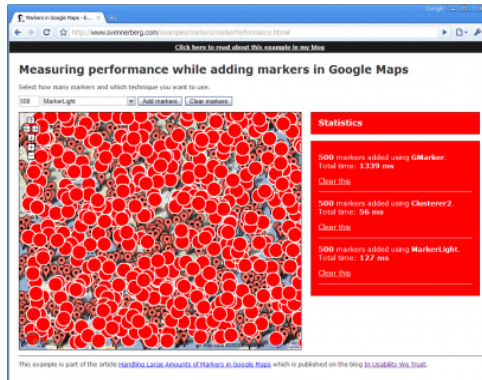 Markers in Google Maps - E...
Google
http://www.svennerberg.com/examples/markers/markerPerformance.html#
Click here to read about this example in my blog
Measuring performance while adding markers in Google Maps
Select how many markers and which technique you want to use.
500 MarkerLight Add markers Clear markers
Statistics
500 markers added using GMarker.
Total time: 1339 ms
Clear this
500 markers added using Clusterer2.
Total time: 56 ms
Clear this
500 markers added using MarkerLight.
Total time: 127 ms
Clear this
This example is part of the article Handling Large Amounts of Markers in Google Maps which is published on the blog In Usability We Trust.